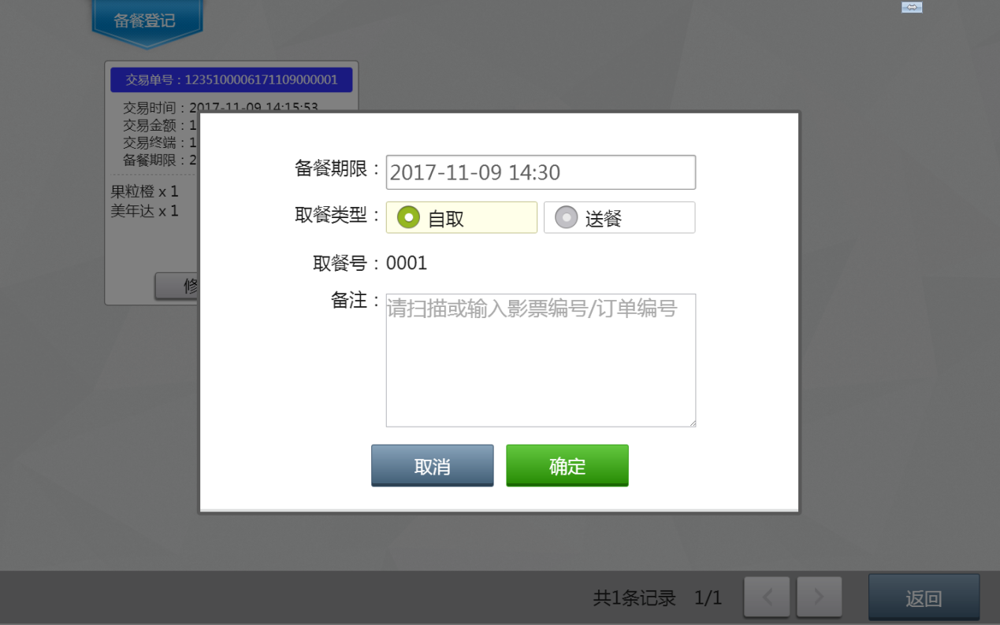 备餐登记
交易单号：1235100006171109000001
交易时间：2017-11-09 14:15:53
交易金额：1
交易终端：1
备餐期限：2
果粒橙 x 1
美年达 x 1
修
备餐期限：2017-11-09 14:30
取餐类型：自取 送餐
取餐号：0001
备注：请扫描或输入影票编号/订单编号
取消 确定
共1条记录 1/1 返回